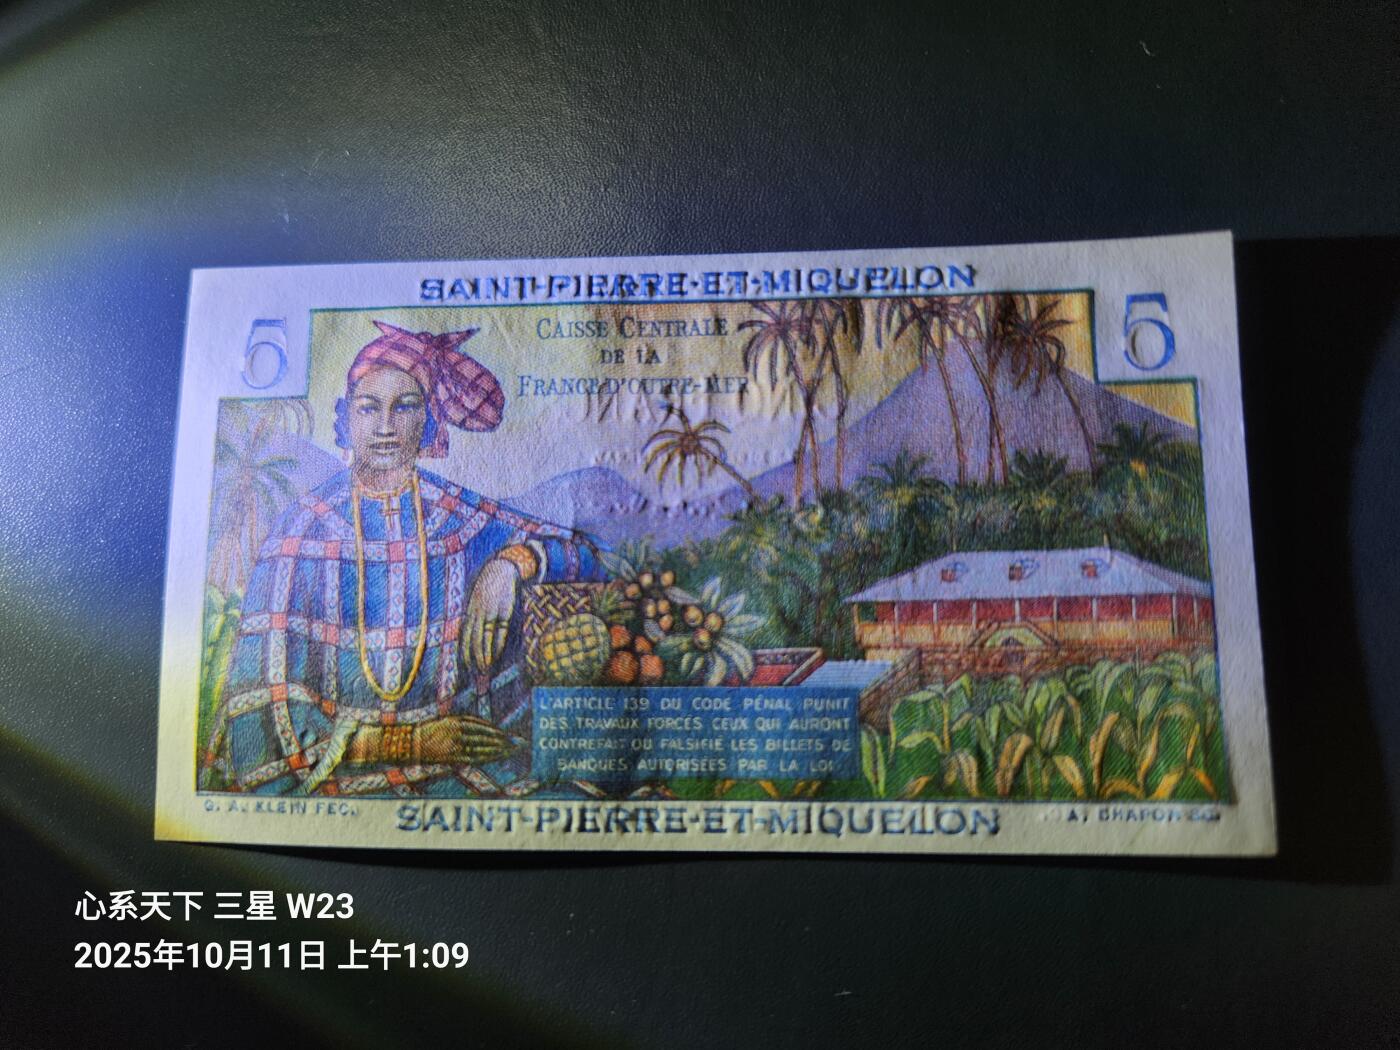 SAINT-PIERRE-ET-MIQUELON
5
5
CAISSE CENTRALE
DE LA
FRANCE D'OUTRE-MER
L'ARTICLE 139 DU CODE PÉNAL PUNIT
DES TRAVAUX FORCÉS CEUX QUI AURONT
CONTREFAIT OU FALSIFIÉ LES BILLETS DE
BANQUES AUTORISÉES PAR LA LOI
G. A. KLEIN FEC.
SAINT-PIERRE-ET-MIQUELON
心系天下 三星 W23
2025年10月11日 上午1:09